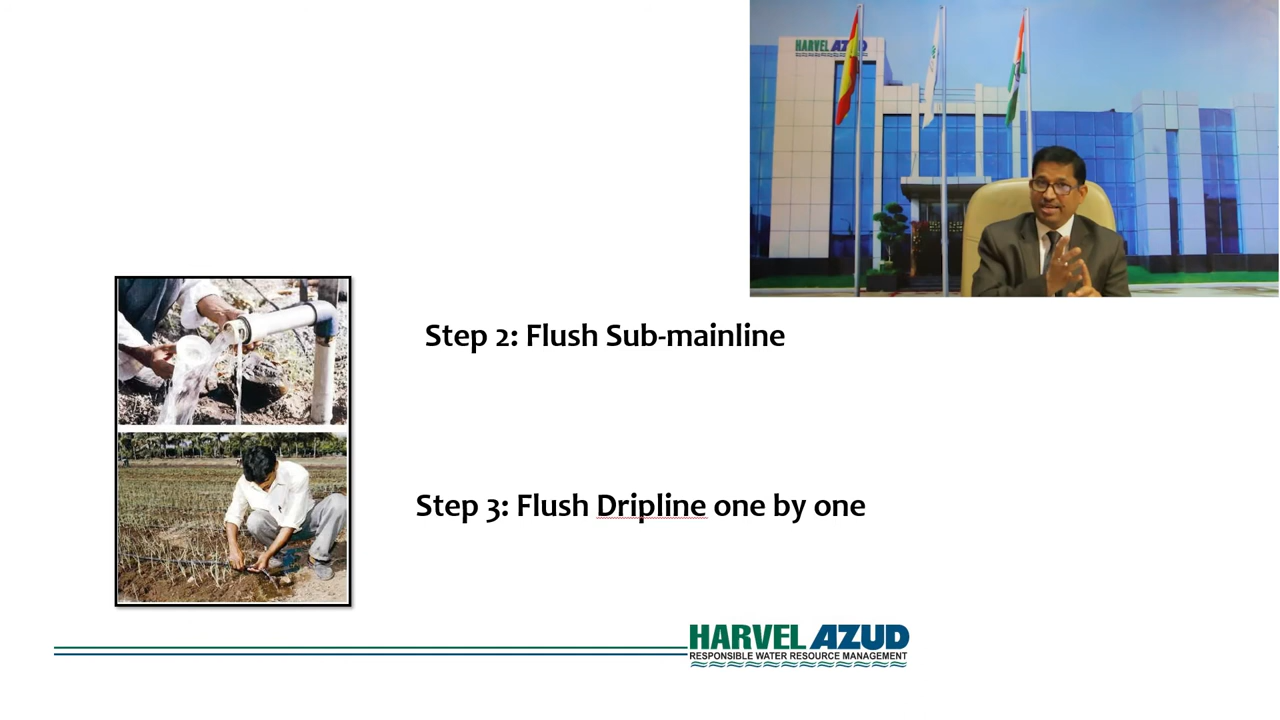 HARVEL AZUD
Step 2: Flush Sub-mainline
Step 3: Flush Dripline one by one
HARVEL AZUD
RESPONSIBLE WATER RESOURCE MANAGEMENT